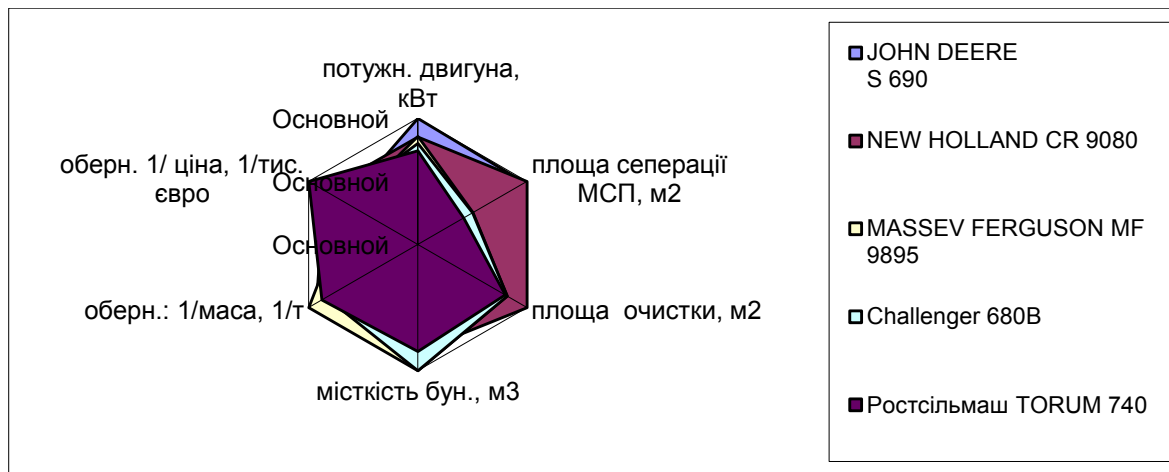 потужн. двигуна,
кВт
площа сеперації
МСП, м2
площа очистки, м2
місткість бун., м3
оберн.: 1/маса, 1/т
оберн. 1/ ціна, 1/тис.
євро
Основной
Основной
Основной
JOHN DEERE
S 690
NEW HOLLAND CR 9080
MASSEV FERGUSON MF
9895
Challenger 680B
Ростсільмаш TORUM 740